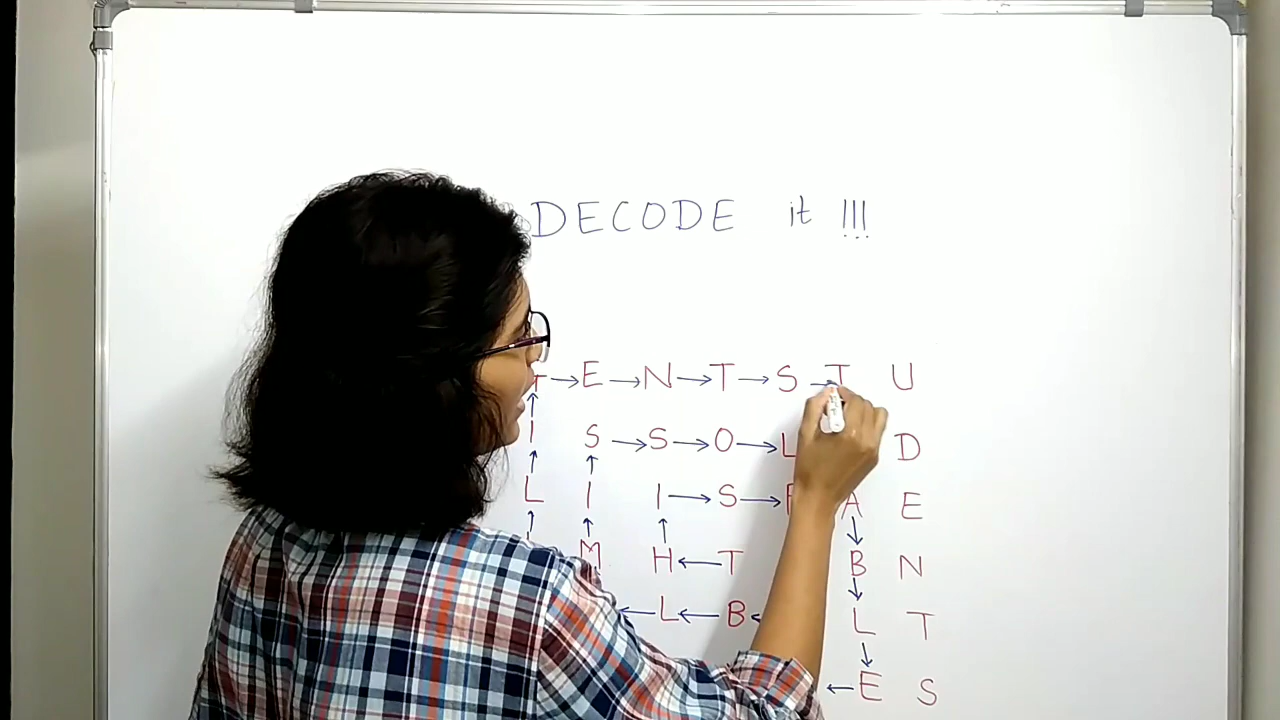 DECODE it !!!
T → E → N → T → S → T U
I S → S → O → L D
L I I → S → A E
M H ← T B N
← L ← B ← L T
← E S